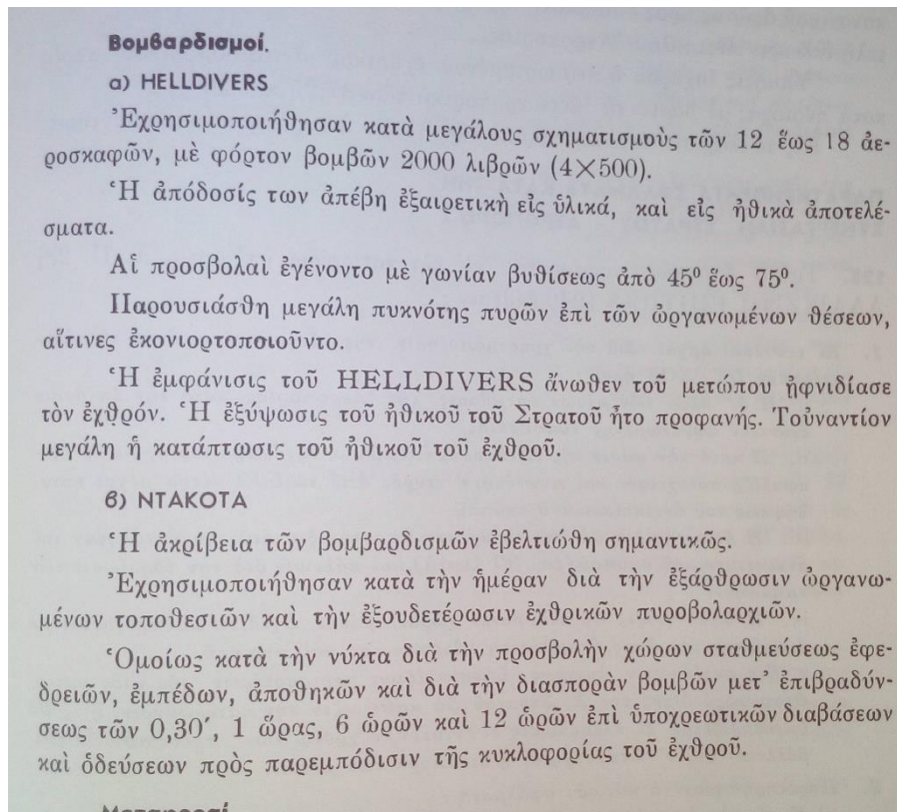 Βομβαρδισμοί.
α) HELLDIVERS
Ἐχρησιμοποιήθησαν κατὰ μεγάλους σχηματισμοὺς τῶν 12 ἕως 18 ἀε-
ροσκαφῶν, μὲ φόρτον βομβῶν 2000 λιβρῶν (4×500).
Ἡ ἀπόδοσίς των ἀπέβη ἐξαιρετικὴ εἰς ὑλικά, καὶ εἰς ἠθικὰ ἀποτελέ-
σματα.
Αἱ προσβολαὶ ἐγένοντο μὲ γωνίαν βυθίσεως ἀπὸ 45⁰ ἕως 75⁰.
Παρουσιάσθη μεγάλη πυκνότης πυρῶν ἐπὶ τῶν ὠργανωμένων θέσεων,
αἵτινες ἐκονιορτοποιοῦντο.
Ἡ ἐμφάνισις τοῦ HELLDIVERS ἄνωθεν τοῦ μετώπου ᾐφνιδίασε
τὸν ἐχθρόν. Ἡ ἐξύψωσις τοῦ ἠθικοῦ τοῦ Στρατοῦ ἦτο προφανής. Τοὐναντίον
μεγάλη ἡ κατάπτωσις τοῦ ἠθικοῦ τοῦ ἐχθροῦ.
β) ΝΤΑΚΟΤΑ
Ἡ ἀκρίβεια τῶν βομβαρδισμῶν ἐβελτιώθη σημαντικῶς.
Ἐχρησιμοποιήθησαν κατὰ τὴν ἡμέραν διὰ τὴν ἐξάρθρωσιν ὠργανω-
μένων τοποθεσιῶν καὶ τὴν ἐξουδετέρωσιν ἐχθρικῶν πυροβολαρχιῶν.
Ὁμοίως κατὰ τὴν νύκτα διὰ τὴν προσβολὴν χώρων σταθμεύσεως ἐφε-
δρειῶν, ἐμπέδων, ἀποθηκῶν καὶ διὰ τὴν διασπορὰν βομβῶν μετ' ἐπιβραδύν-
σεως τῶν 0,30′, 1 ὥρας, 6 ὡρῶν καὶ 12 ὡρῶν ἐπὶ ὑποχρεωτικῶν διαβάσεων
καὶ ὁδεύσεων πρὸς παρεμπόδισιν τῆς κυκλοφορίας τοῦ ἐχθροῦ.